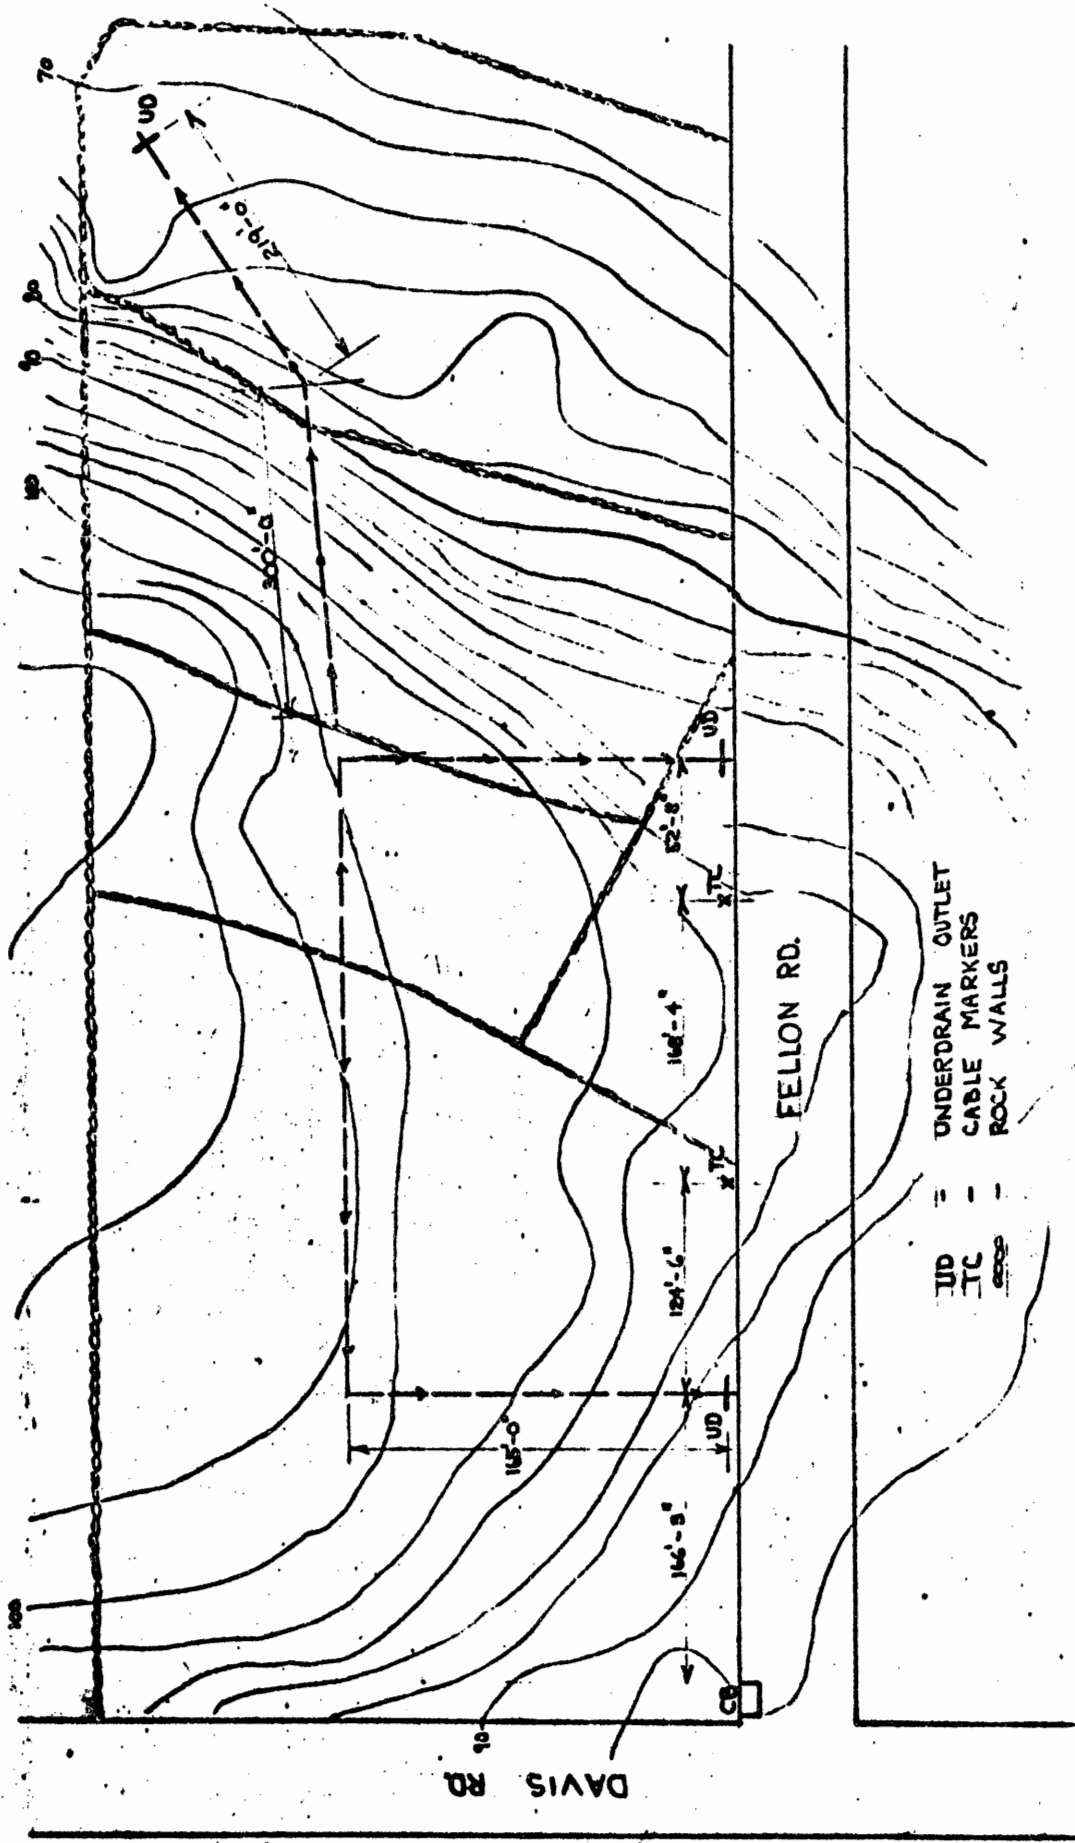 70
80
90
100
UD
219'-0"
300'-0"
UD
52'-8"
TC
168'-4"
TC
124'-6"
UD
165'-0"
166'-3"
CB
100
90
FELLON RD.
DAVIS RD.
UD = UNDERDRAIN OUTLET
TC - CABLE MARKERS
- ROCK WALLS